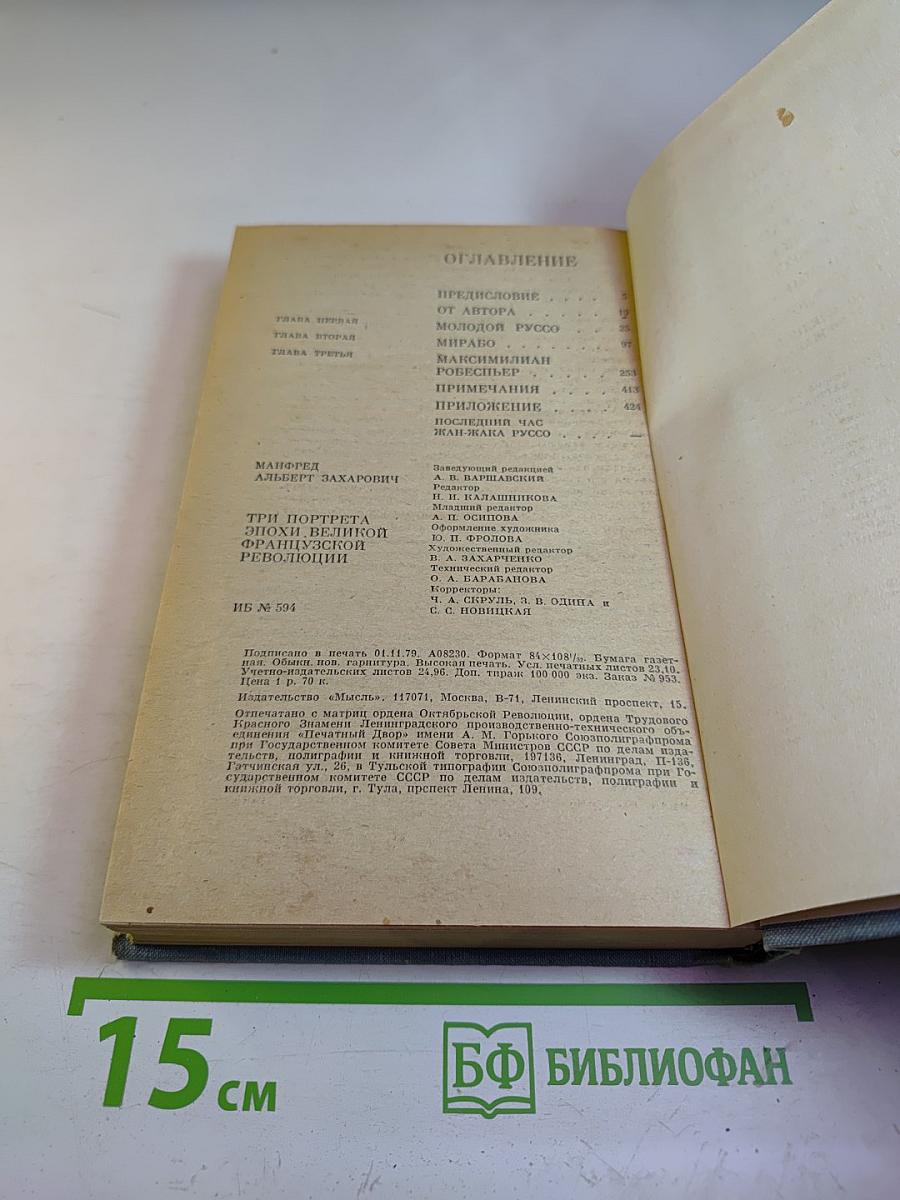 ОГЛАВЛЕНИЕ
ПРЕДИСЛОВИЕ . . . . 5
ОТ АВТОРА . . . . .
ГЛАВА ПЕРВАЯ МОЛОДОЙ РУССО . . 25
ГЛАВА ВТОРАЯ МИРАБО . . . . . . 97
ГЛАВА ТРЕТЬЯ МАКСИМИЛИАН
РОБЕСПЬЕР . . . . . 253
ПРИМЕЧАНИЯ . . . . 413
ПРИЛОЖЕНИЕ . . . . 424
ПОСЛЕДНИЙ ЧАС
ЖАН-ЖАКА РУССО . . . . —
МАНФРЕД
АЛЬБЕРТ ЗАХАРОВИЧ
ТРИ ПОРТРЕТА
ЭПОХИ ВЕЛИКОЙ
ФРАНЦУЗСКОЙ
РЕВОЛЮЦИИ
ИБ № 594
Заведующий редакцией
А. В. ВАРШАВСКИЙ
Редактор
Н. И. КАЛАШНИКОВА
Младший редактор
А. П. ОСИПОВА
Оформление художника
Ю. П. ФРОЛОВА
Художественный редактор
В. А. ЗАХАРЧЕНКО
Технический редактор
О. А. БАРАБАНОВА
Корректоры:
Ч. А. СКРУЛЬ, З. В. ОДИНА и
С. С. НОВИЦКАЯ
Подписано в печать 01.11.79. А08230. Формат 84×108¹/₃₂. Бумага газет-
ная. Обыкн. нов. гарнитура. Высокая печать. Усл. печатных листов 23,10.
Учетно-издательских листов 24,96. Доп. тираж 100 000 экз. Заказ № 953.
Цена 1 р. 70 к.
Издательство «Мысль». 117071, Москва, В-71, Ленинский проспект, 15.
Отпечатано с матриц ордена Октябрьской Революции, ордена Трудового
Красного Знамени Ленинградского производственно-технического объ-
единения «Печатный Двор» имени А. М. Горького Союзполиграфпрома
при Государственном комитете Совета Министров СССР по делам изда-
тельств, полиграфии и книжной торговли, 197136, Ленинград, П-136,
Гатчинская ул., 26, в Тульской типографии Союзполиграфпрома при Го-
сударственном комитете СССР по делам издательств, полиграфии и
книжной торговли, г. Тула, прспект Ленина, 109.
15 см
БФ БИБЛИОФАН